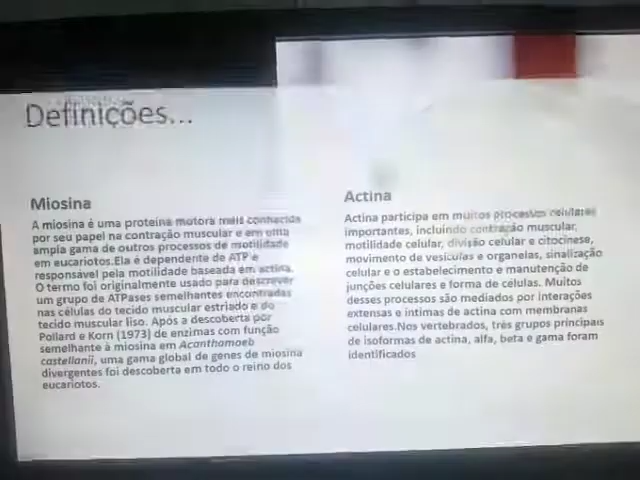 Definições...
Miosina
A miosina é uma proteína motora mais conhecida
por seu papel na contração muscular e em uma
ampla gama de outros processos de motilidade
em eucariotos.Ela é dependente de ATP e
responsável pela motilidade baseada em actina.
O termo foi originalmente usado para descrever
um grupo de ATPases semelhantes encontradas
nas células do tecido muscular estriado e do
tecido muscular liso. Após a descoberta por
Pollard e Korn (1973) de enzimas com função
semelhante à miosina em Acanthamoeb
castellanii, uma gama global de genes de miosina
divergentes foi descoberta em todo o reino dos
eucariotos.
Actina
Actina participa em muitos processos celulares
importantes, incluindo contração muscular,
motilidade celular, divisão celular e citocinese,
movimento de vesículas e organelas, sinalização
celular e o estabelecimento e manutenção de
junções celulares e forma de células. Muitos
desses processos são mediados por interações
extensas e íntimas de actina com membranas
celulares.Nos vertebrados, três grupos principais
de isoformas de actina, alfa, beta e gama foram
identificados